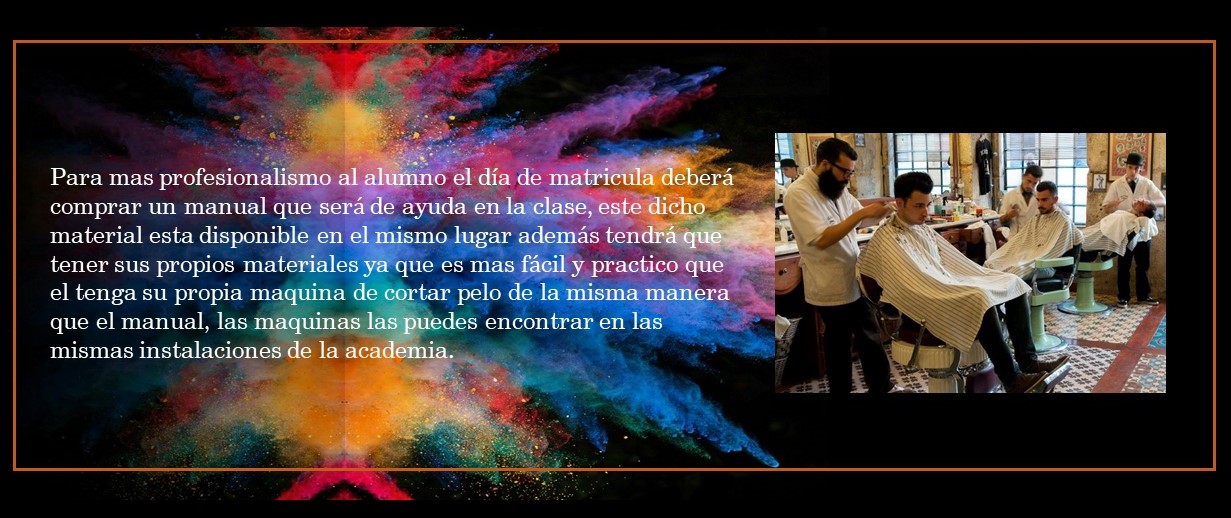 Para mas profesionalismo al alumno el día de matricula deberá
comprar un manual que será de ayuda en la clase, este dicho
material esta disponible en el mismo lugar además tendrá que
tener sus propios materiales ya que es mas fácil y practico que
el tenga su propia maquina de cortar pelo de la misma manera
que el manual, las maquinas las puedes encontrar en las
mismas instalaciones de la academia.